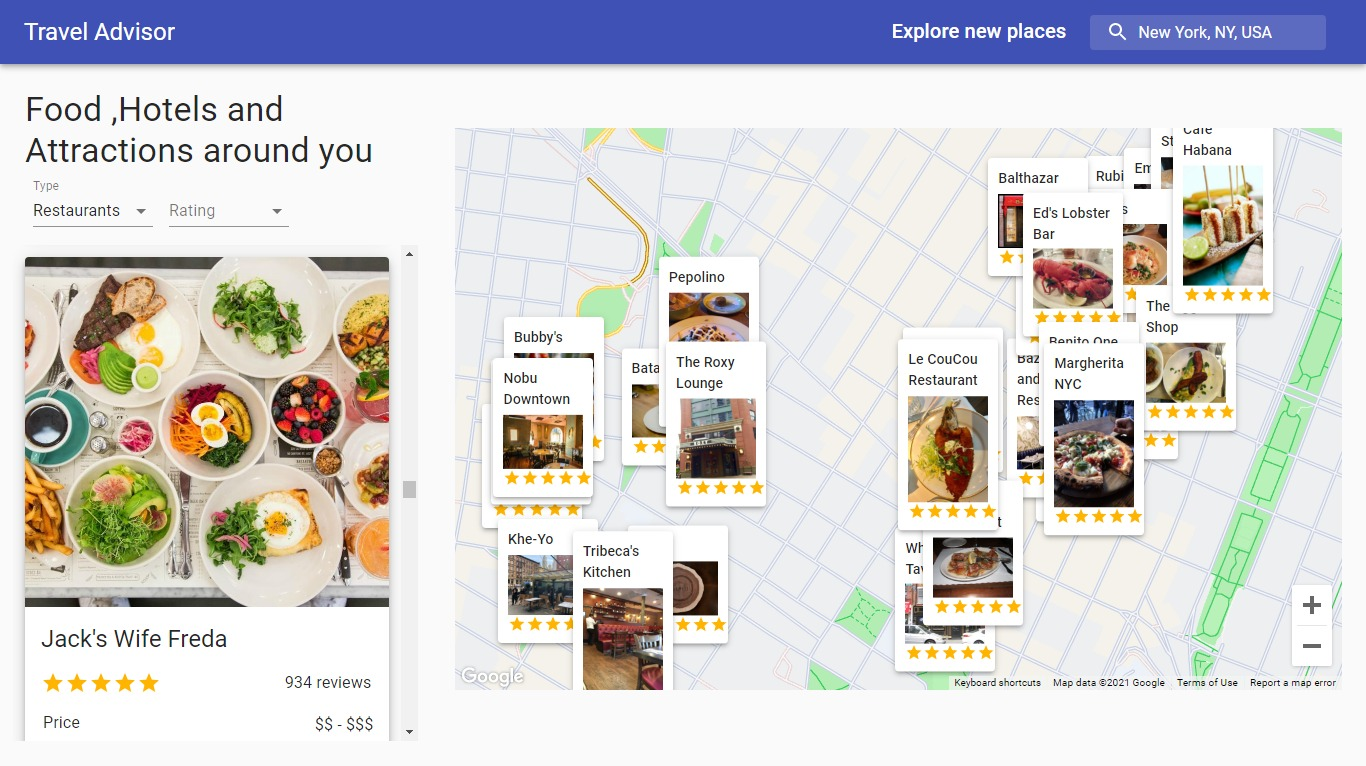 Travel Advisor
Explore new places
New York, NY, USA
Food ,Hotels and
Attractions around you
Type
Restaurants
Rating
Jack's Wife Freda
934 reviews
Price
$$ - $$$
Cafe
Habana
St
Em
Rubi
Balthazar
Ed's Lobster
Bar
s
Pepolino
The
Shop
Bubby's
Benito One
The Roxy
Lounge
Bata
Le CouCou
Restaurant
Baz
and
Res
Margherita
NYC
Nobu
Downtown
t
Khe-Yo
Tribeca's
Kitchen
Wh
Tav
Google
Keyboard shortcuts
Map data ©2021 Google
Terms of Use
Report a map error